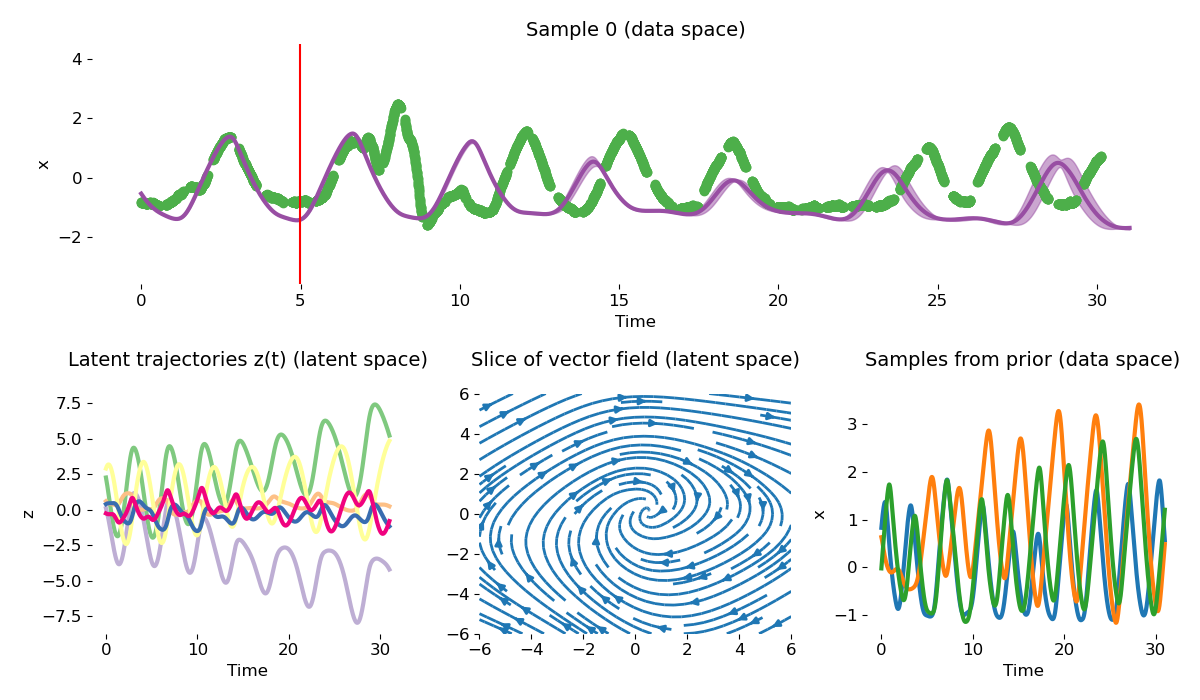 Sample 0 (data space)
4
2
0
−2
x
0 5 10 15 20 25 30
Time
Latent trajectories z(t) (latent space)
7.5
5.0
2.5
0.0
−2.5
−5.0
−7.5
z
0 10 20 30
Time
Slice of vector field (latent space)
6
4
2
0
−2
−4
−6
−6 −4 −2 0 2 4 6
Samples from prior (data space)
3
2
1
0
−1
x
0 10 20 30
Time